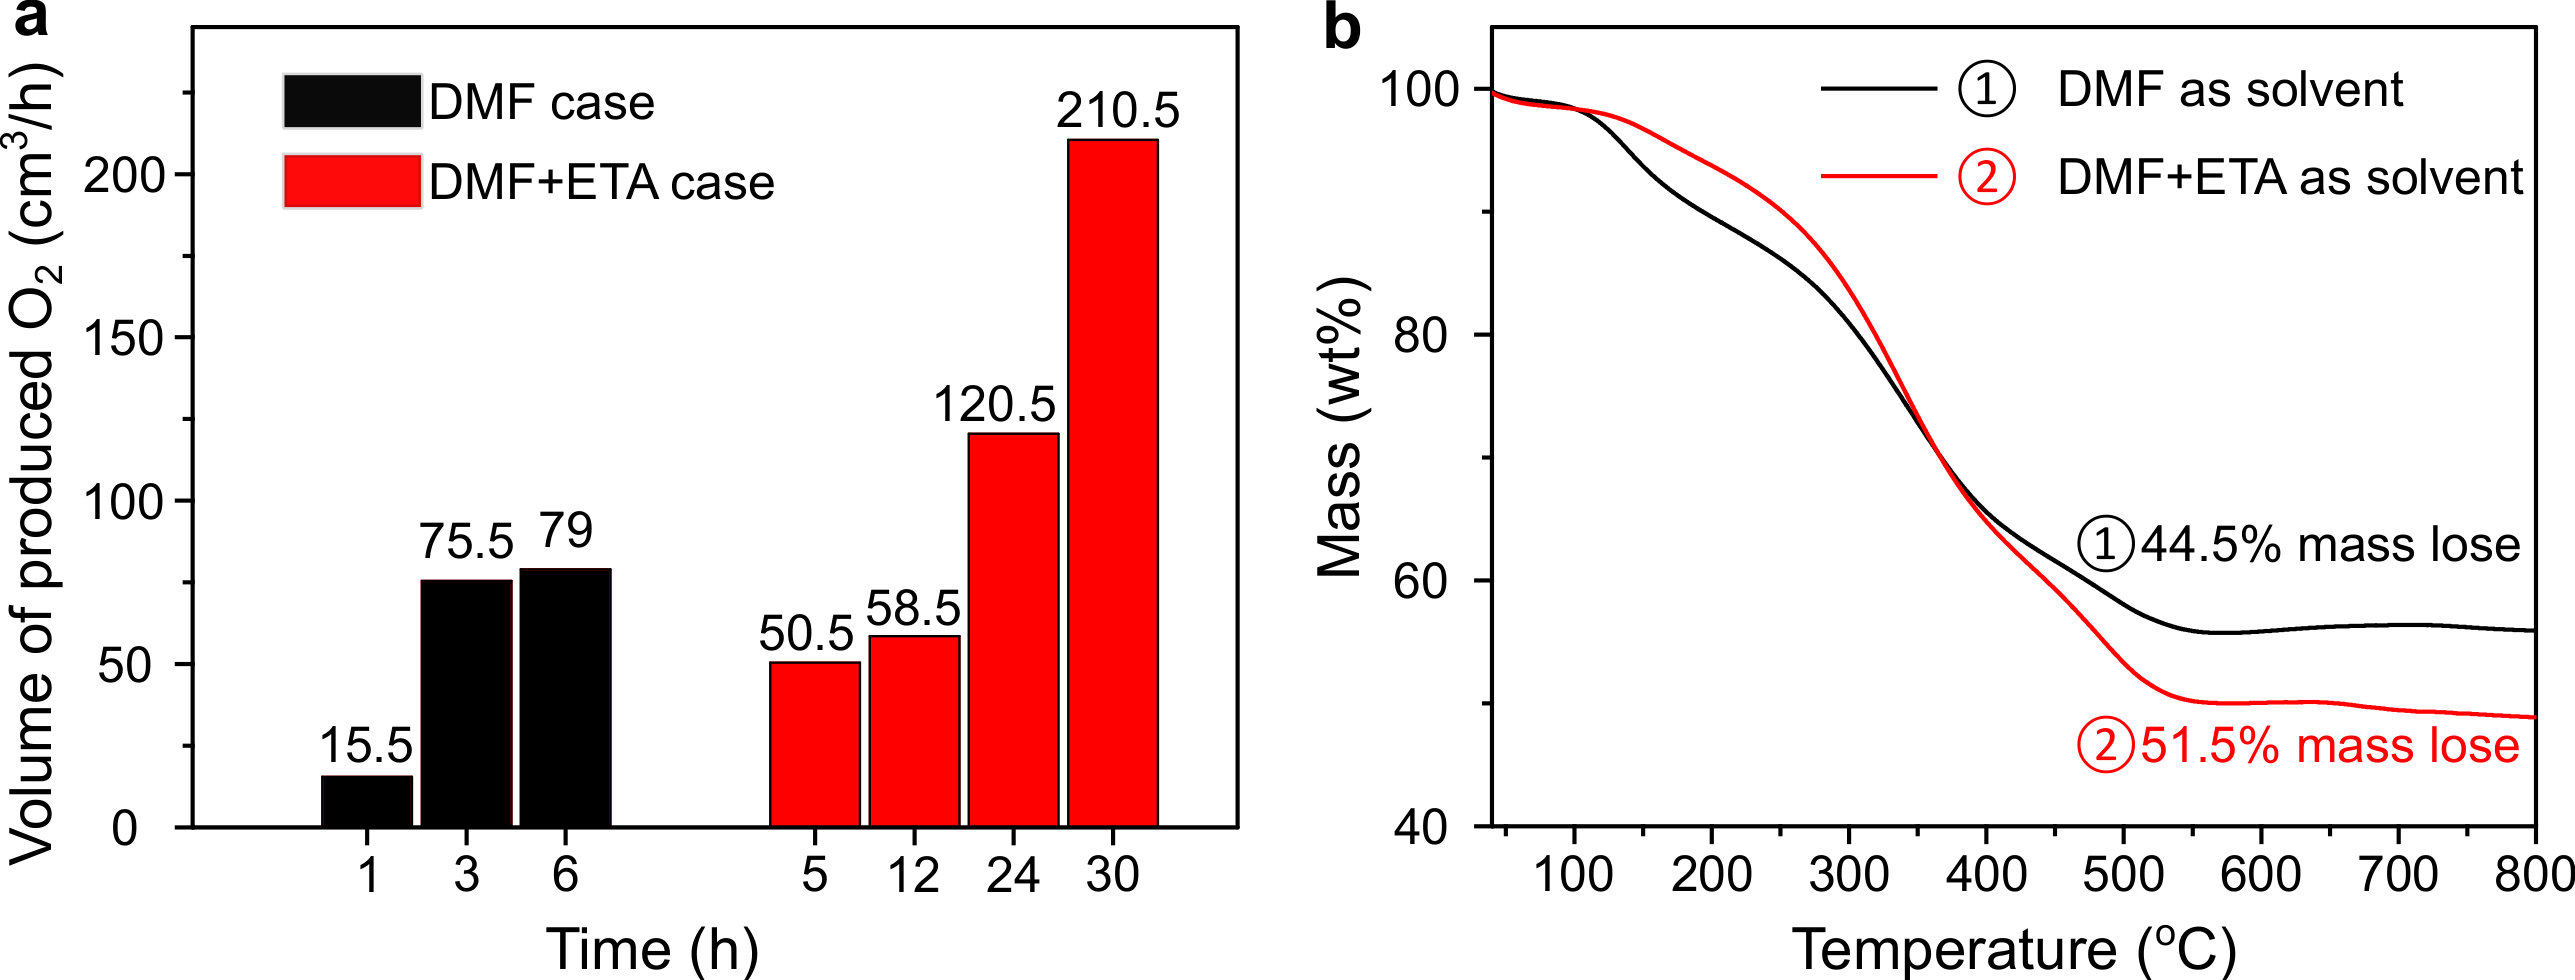 a
Volume of produced O₂ (cm³/h)
200
150
100
50
0
DMF case
DMF+ETA case
15.5
75.5
79
50.5
58.5
120.5
210.5
1 3 6 5 12 24 30
Time (h)
b
Mass (wt%)
100
80
60
40
① DMF as solvent
② DMF+ETA as solvent
①44.5% mass lose
②51.5% mass lose
100 200 300 400 500 600 700 800
Temperature (°C)